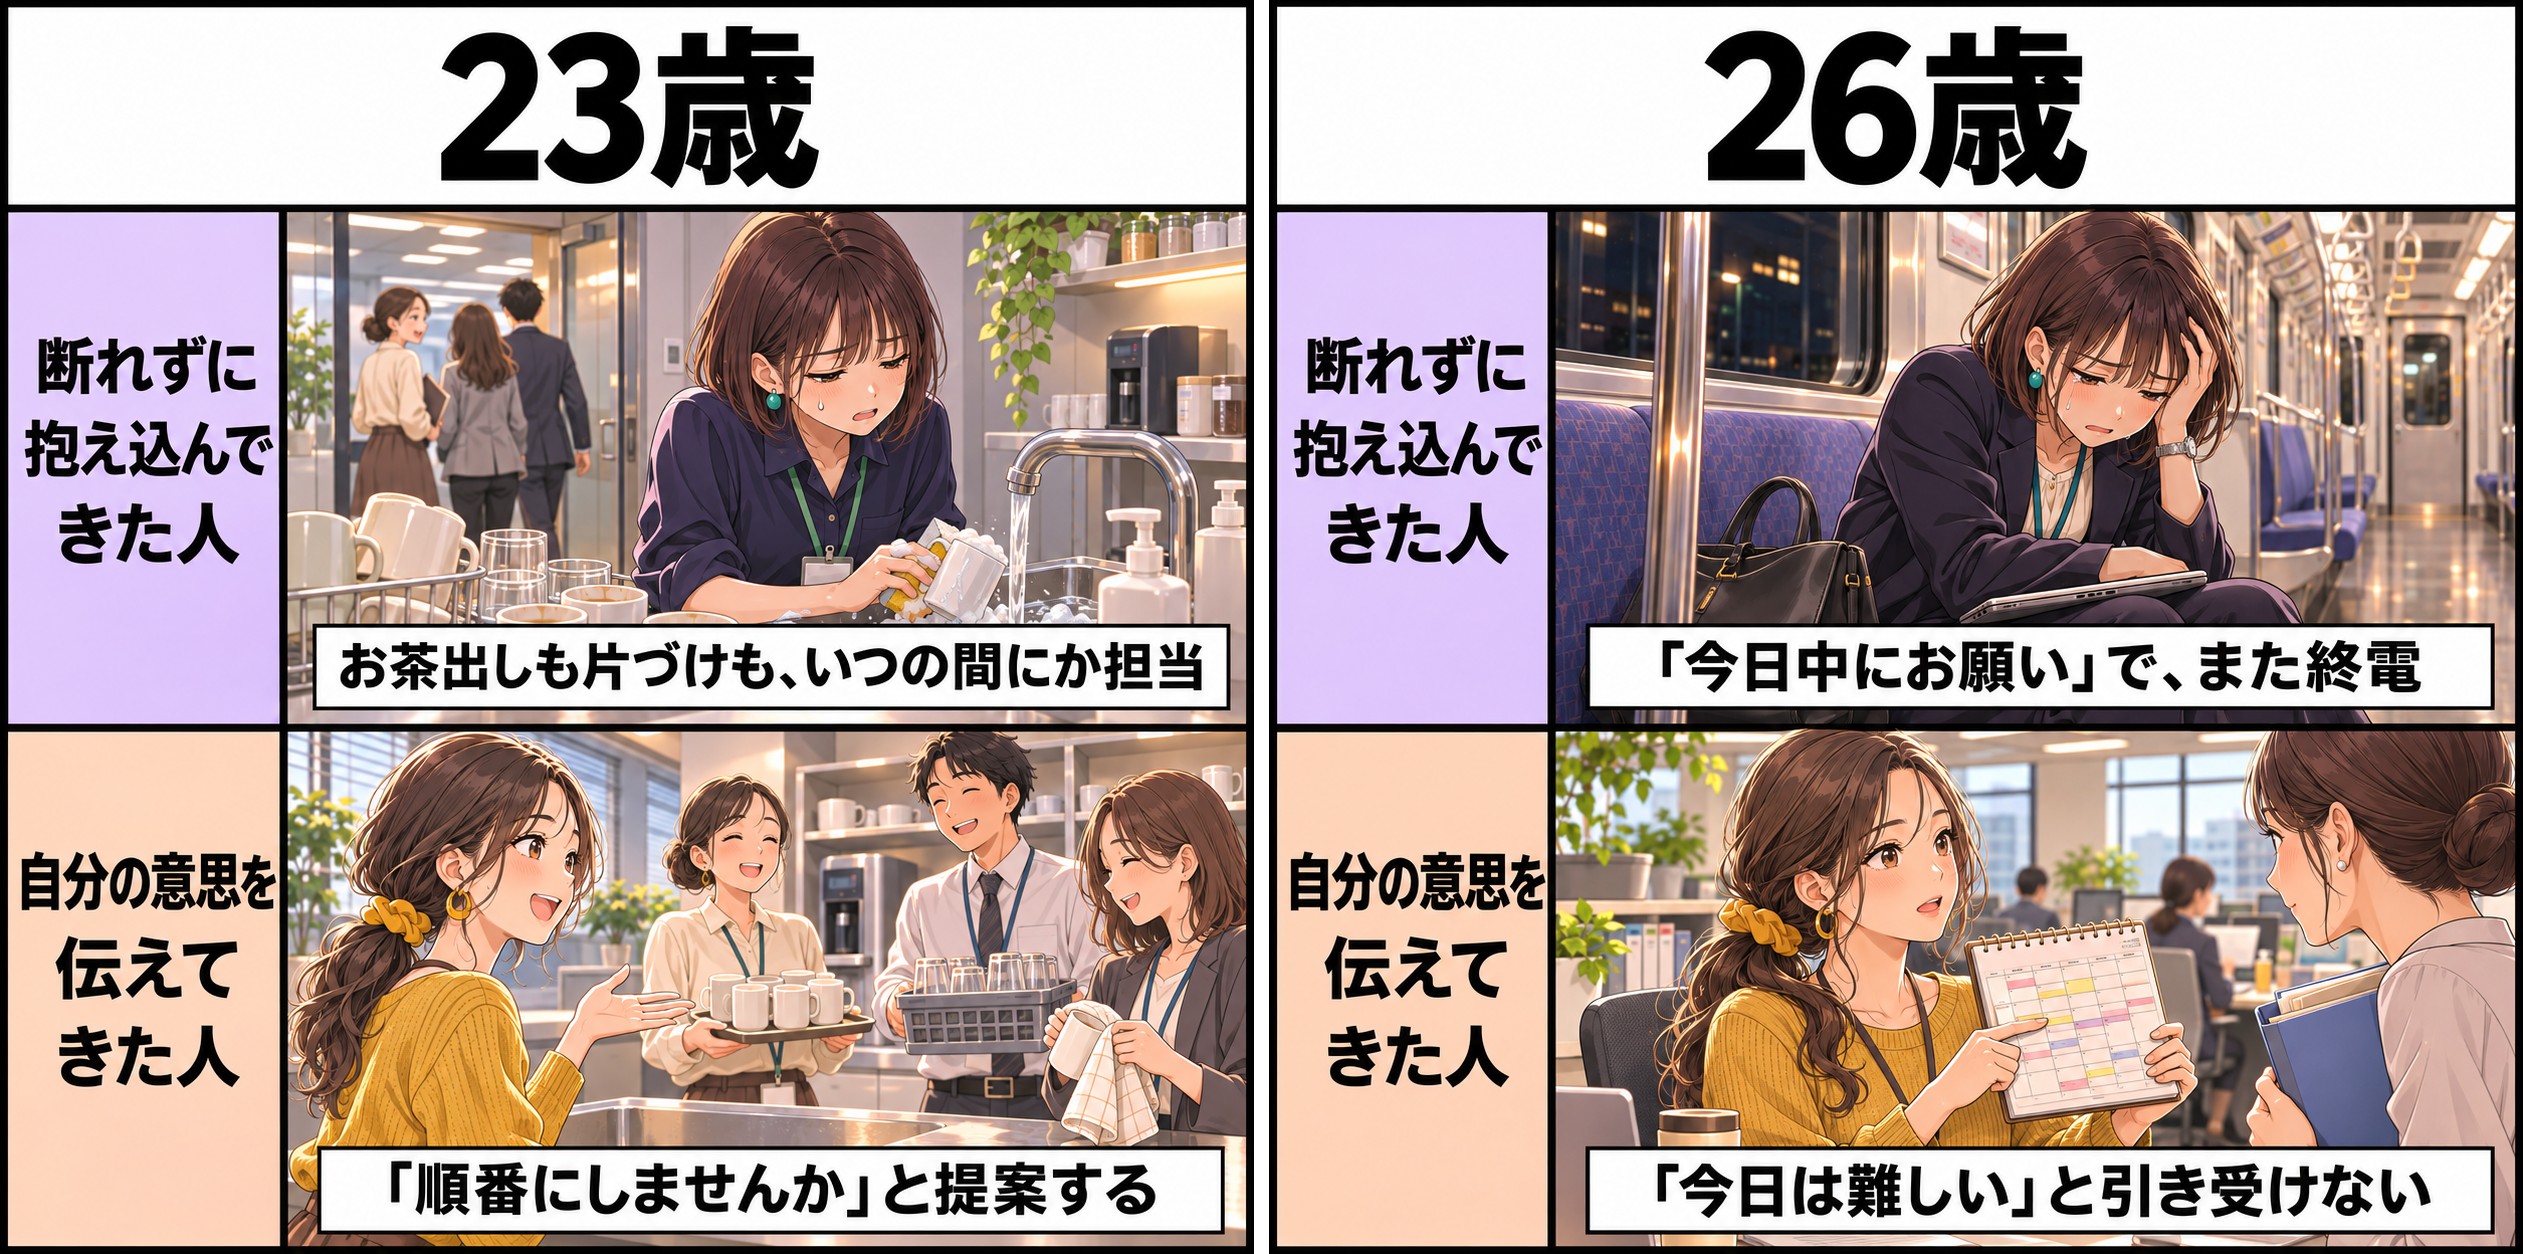 23歳
断れずに
抱え込んで
きた人
お茶出しも片づけも、いつの間にか担当
自分の意思を
伝えて
きた人
「順番にしませんか」と提案する
26歳
断れずに
抱え込んで
きた人
「今日中にお願い」で、また終電
自分の意思を
伝えて
きた人
「今日は難しい」と引き受けない